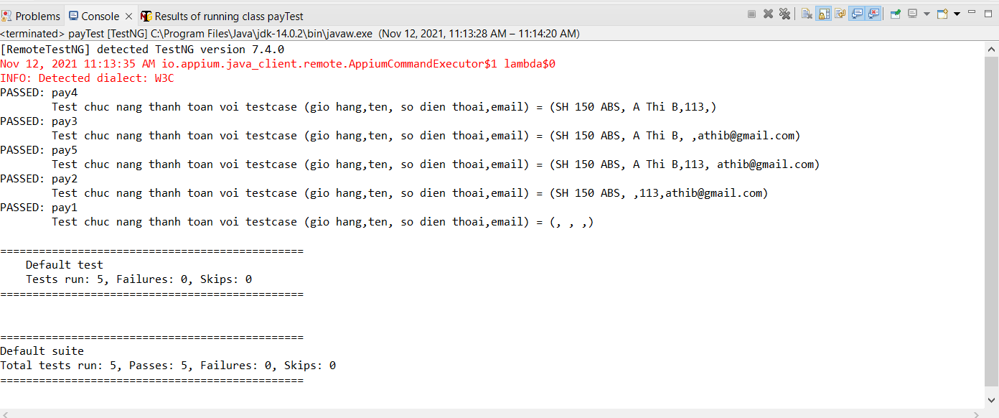 Problems Console Results of running class payTest
<terminated> payTest [TestNG] C:\Program Files\Java\jdk-14.0.2\bin\javaw.exe (Nov 12, 2021, 11:13:28 AM – 11:14:20 AM)
[RemoteTestNG] detected TestNG version 7.4.0
Nov 12, 2021 11:13:35 AM io.appium.java_client.remote.AppiumCommandExecutor$1 lambda$0
INFO: Detected dialect: W3C
PASSED: pay4
Test chuc nang thanh toan voi testcase (gio hang,ten, so dien thoai,email) = (SH 150 ABS, A Thi B,113,)
PASSED: pay3
Test chuc nang thanh toan voi testcase (gio hang,ten, so dien thoai,email) = (SH 150 ABS, A Thi B, ,athib@gmail.com)
PASSED: pay5
Test chuc nang thanh toan voi testcase (gio hang,ten, so dien thoai,email) = (SH 150 ABS, A Thi B,113, athib@gmail.com)
PASSED: pay2
Test chuc nang thanh toan voi testcase (gio hang,ten, so dien thoai,email) = (SH 150 ABS, ,113,athib@gmail.com)
PASSED: pay1
Test chuc nang thanh toan voi testcase (gio hang,ten, so dien thoai,email) = (, , ,)
===============================================
Default test
Tests run: 5, Failures: 0, Skips: 0
===============================================
===============================================
Default suite
Total tests run: 5, Passes: 5, Failures: 0, Skips: 0
===============================================